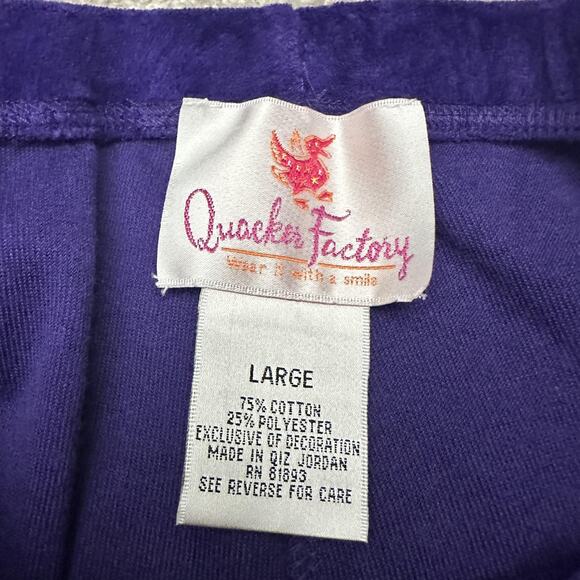 Quacker Factory
wear it with a smile
LARGE
75% COTTON
25% POLYESTER
EXCLUSIVE OF DECORATION
MADE IN QIZ JORDAN
RN 81893
SEE REVERSE FOR CARE